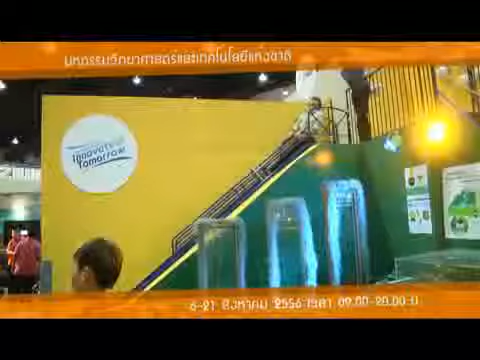 มหกรรมวิทยาศาสตร์และเทคโนโลยีแห่งชาติ
Innovate
Tomorrow
6-21 สิงหาคม 2556 เวลา 09.00-20.00 น.